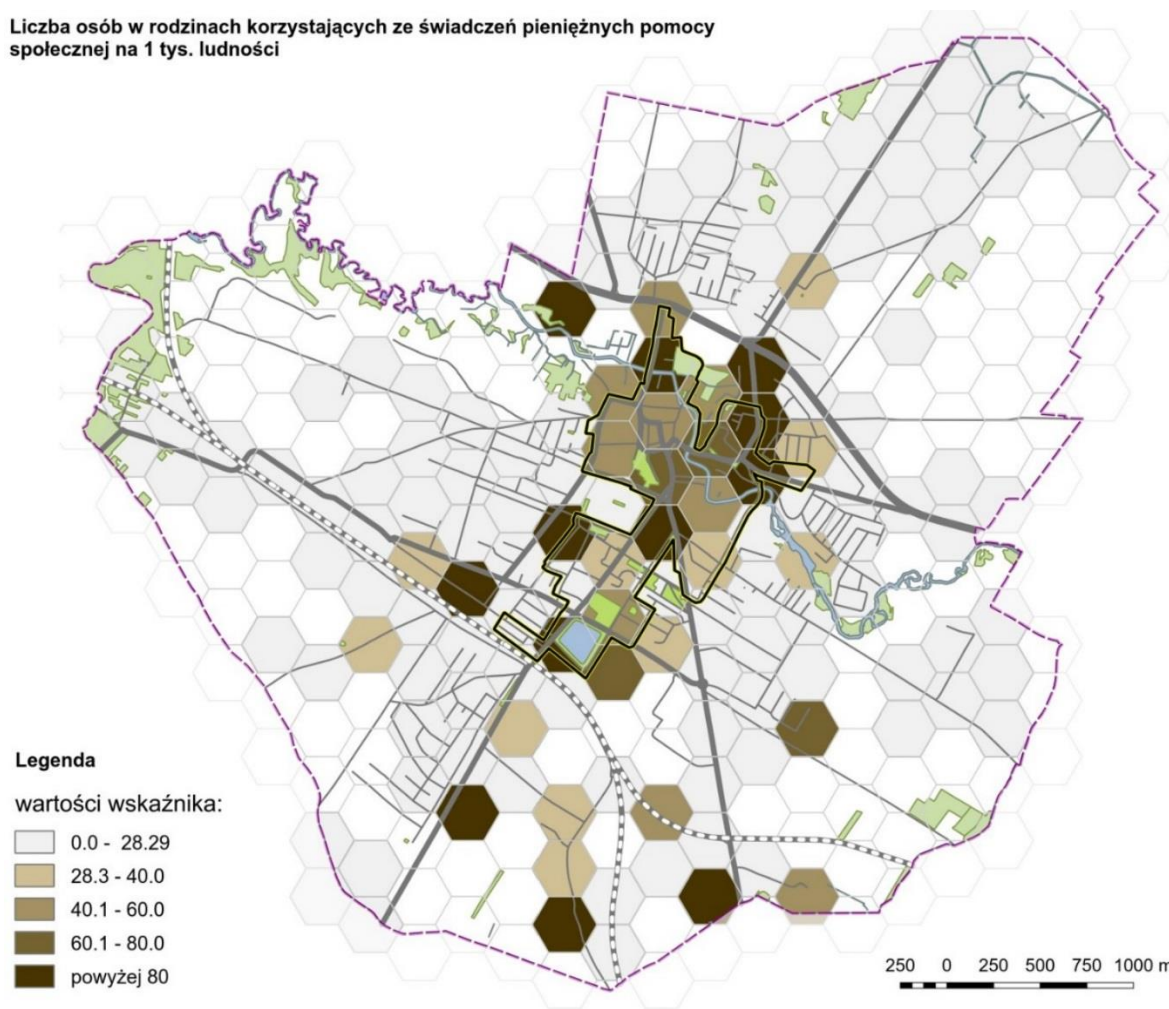 Liczba osób w rodzinach korzystających ze świadczeń pieniężnych pomocy
społecznej na 1 tys. ludności
Legenda
wartości wskaźnika:
0.0 - 28.29
28.3 - 40.0
40.1 - 60.0
60.1 - 80.0
powyżej 80
250 0 250 500 750 1000 m